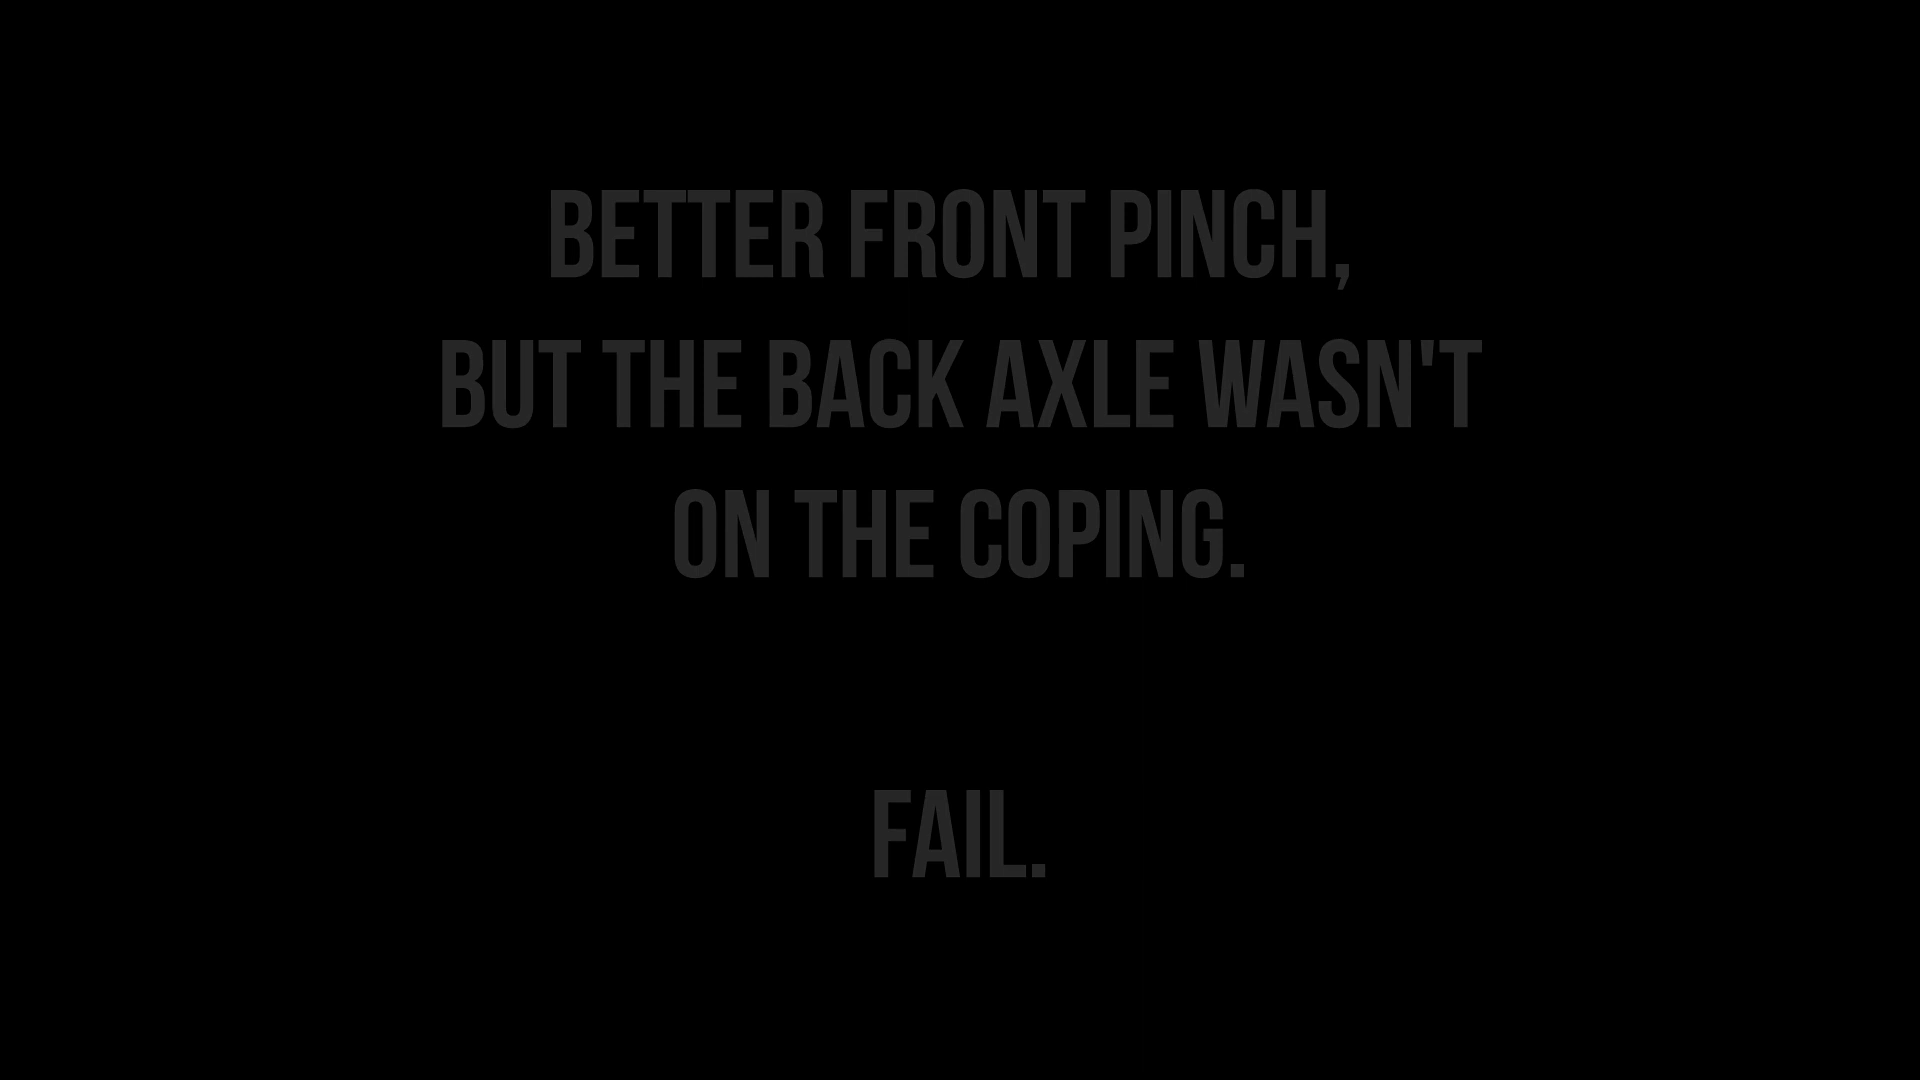 BETTER FRONT PINCH,
BUT THE BACK AXLE WASN'T
ON THE COPING.
FAIL.